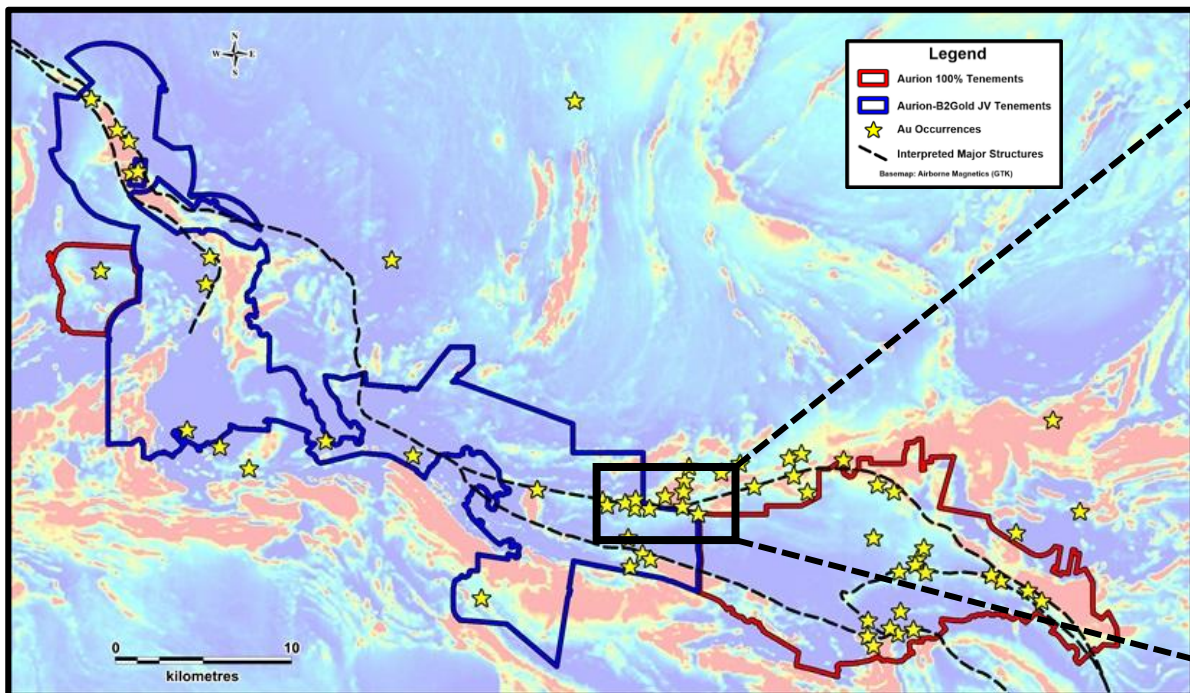 N
W E
S
Legend
Aurion 100% Tenements
Aurion-B2Gold JV Tenements
Au Occurrences
Interpreted Major Structures
Basemap: Airborne Magnetics (GTK)
0 10
kilometres